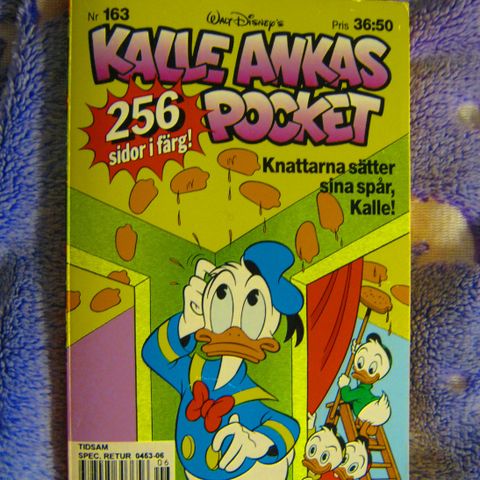 Nr 163
WALT DISNEY'S
Pris 36:50
KALLE ANKAS
POCKET
256
sidor i färg!
Knattarna sätter
sina spår,
Kalle!
TIDSAM
SPEC. RETUR 0453-06
06